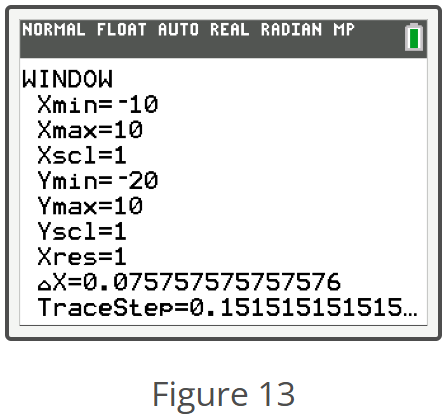 NORMAL FLOAT AUTO REAL RADIAN MP
WINDOW
Xmin=-10
Xmax=10
Xscl=1
Ymin=-20
Ymax=10
Yscl=1
Xres=1
△X=0.0757575757576
TraceStep=0.151515151515…
Figure 13